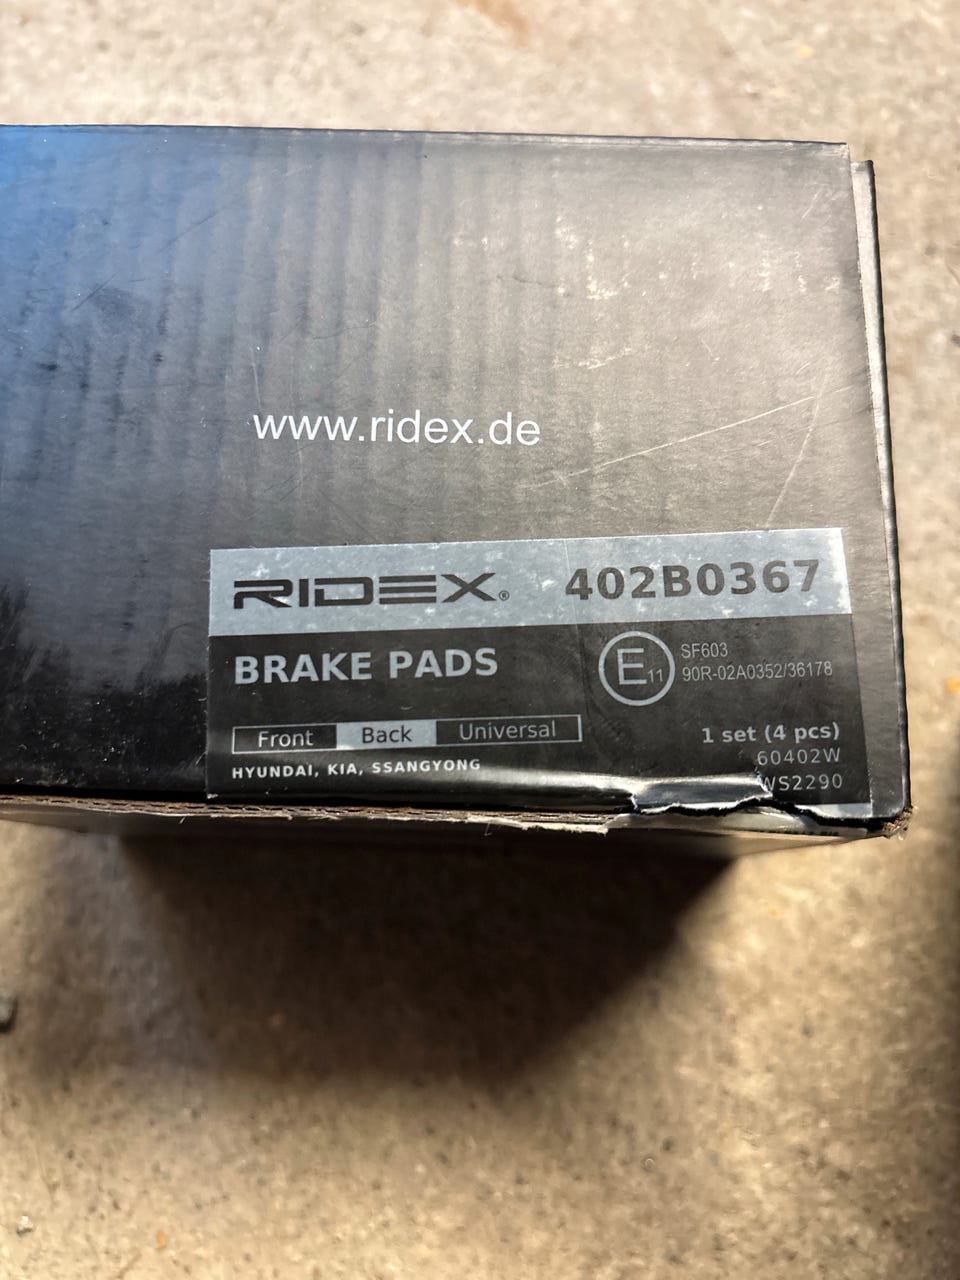 www.ridex.de
RIDEX® 402B0367
BRAKE PADS
E11
SF603
90R-02A0352/36178
Front Back Universal
1 set (4 pcs)
60402W
HYUNDAI, KIA, SSANGYONG
WS2290